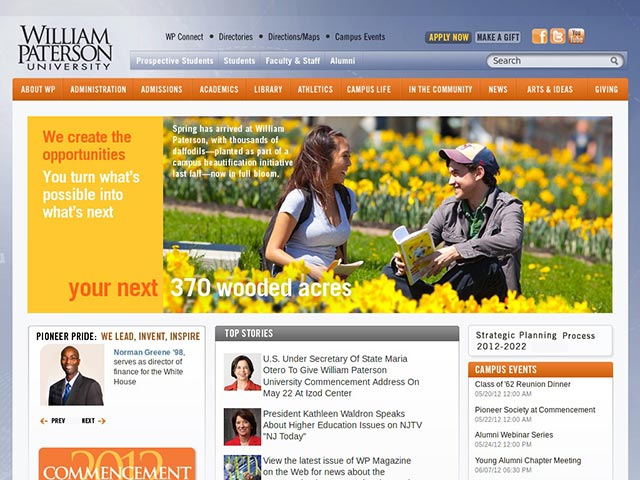 WILLIAM
PATERSON
UNIVERSITY
WP Connect • Directories • Directions/Maps • Campus Events
APPLY NOW
MAKE A GIFT
Prospective Students
Students
Faculty & Staff
Alumni
Search
ABOUT WP
ADMINISTRATION
ADMISSIONS
ACADEMICS
LIBRARY
ATHLETICS
CAMPUS LIFE
IN THE COMMUNITY
NEWS
ARTS & IDEAS
GIVING
We create the
opportunities
You turn what's
possible into
what's next
Spring has arrived at William
Paterson, with thousands of
daffodils—planted as part of a
campus beautification initiative
last fall—now in full bloom.
your next 370 wooded acres
PIONEER PRIDE: WE LEAD, INVENT, INSPIRE
Norman Greene '98,
serves as director of
finance for the White
House
PREV
NEXT
2012
COMMENCEMENT
TOP STORIES
U.S. Under Secretary Of State Maria
Otero To Give William Paterson
University Commencement Address On
May 22 At Izod Center
President Kathleen Waldron Speaks
About Higher Education Issues on NJTV
"NJ Today"
View the latest issue of WP Magazine
on the Web for news about the
Strategic Planning Process
2012-2022
CAMPUS EVENTS
Class of '62 Reunion Dinner
05/20/12 12:00 AM
Pioneer Society at Commencement
05/22/12 12:00 AM
Alumni Webinar Series
05/24/12 12:00 AM
Young Alumni Chapter Meeting
06/07/12 06:30 PM